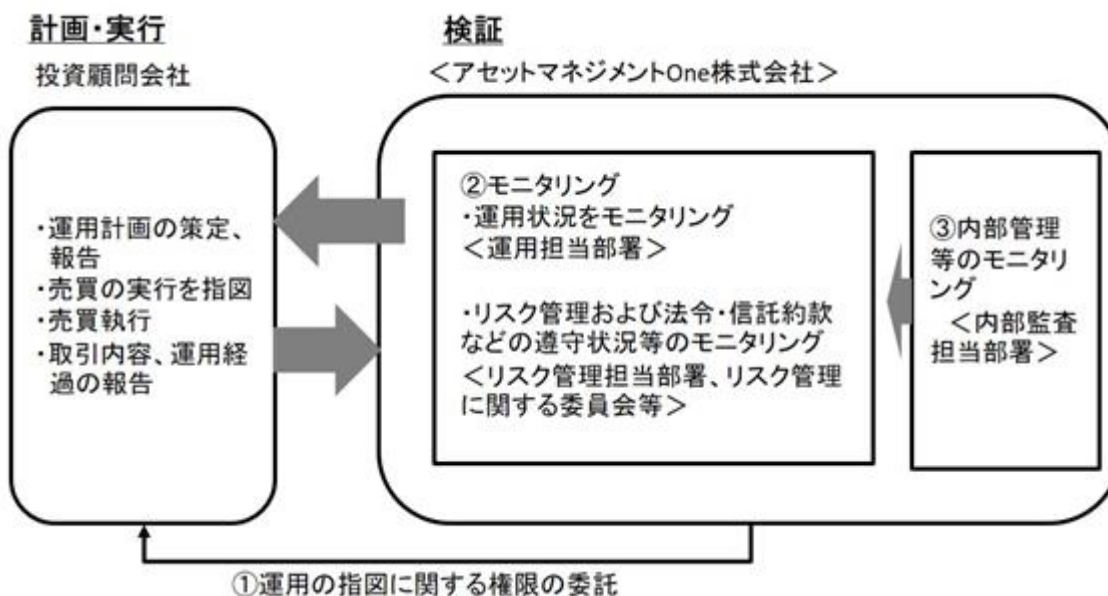 計画・実行
投資顧問会社
・運用計画の策定、
報告
・売買の実行を指図
・売買執行
・取引内容、運用経
過の報告
検証
＜アセットマネジメントOne株式会社＞
②モニタリング
・運用状況をモニタリング
＜運用担当部署＞
・リスク管理および法令・信託約款
などの遵守状況等のモニタリング
＜リスク管理担当部署、リスク管理
に関する委員会等＞
③内部管理
等のモニタリ
ング
＜内部監査
担当部署＞
①運用の指図に関する権限の委託